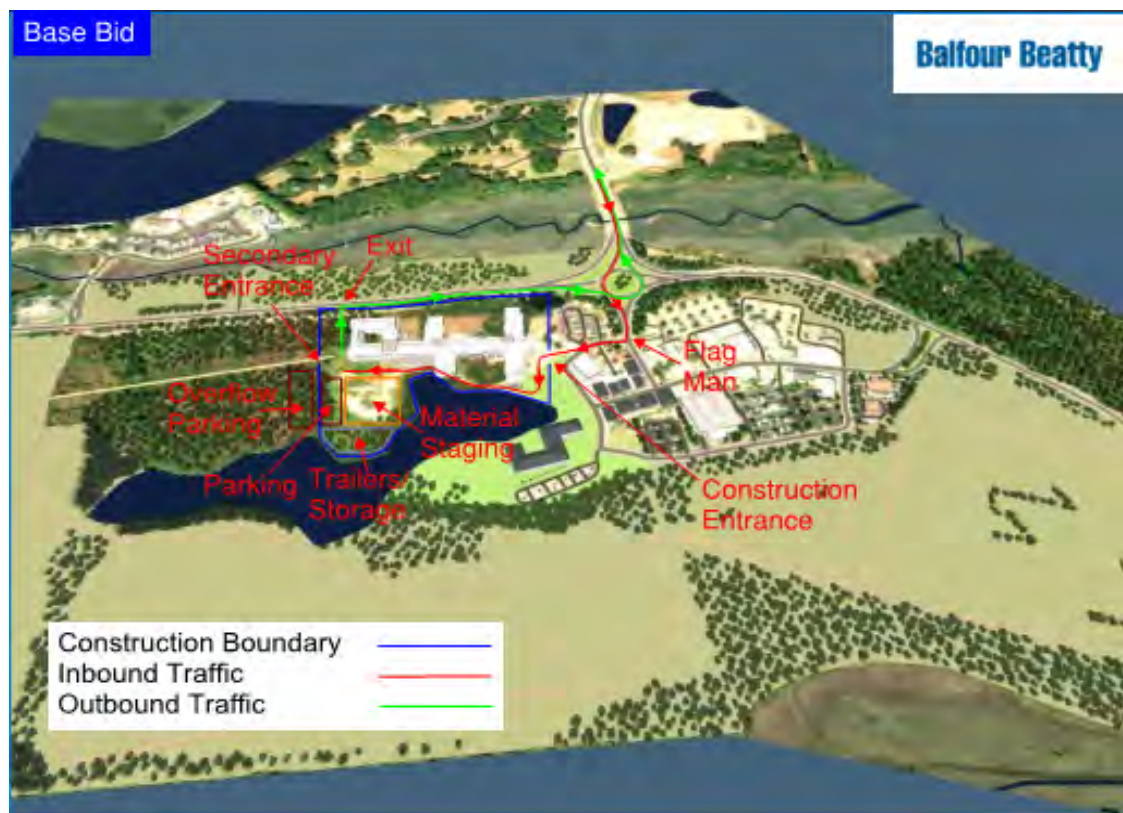 Base Bid
Balfour Beatty
Exit
Secondary
Entrance
Flag
Man
Overflow
Parking
Material
Staging
Parking
Trailers/
Storage
Construction
Entrance
Construction Boundary
Inbound Traffic
Outbound Traffic